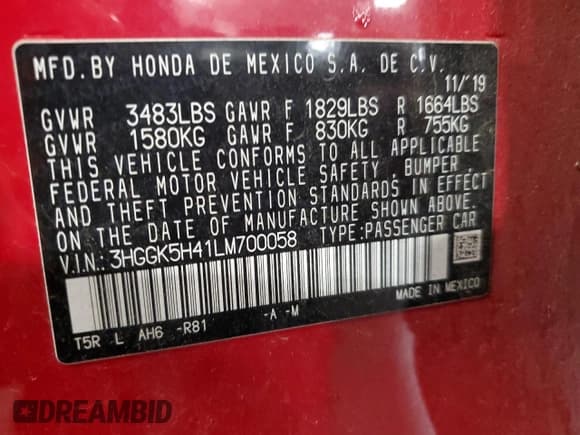 MFD. BY HONDA DE MEXICO S.A. DE C.V.
11/'19
GVWR 3483LBS GAWR F 1829LBS R 1664LBS
GVWR 1580KG GAWR F 830KG R 755KG
THIS VEHICLE CONFORMS TO ALL APPLICABLE
FEDERAL MOTOR VEHICLE SAFETY, BUMPER,
AND THEFT PREVENTION STANDARDS IN EFFECT
ON THE DATE OF MANUFACTURE SHOWN ABOVE.
V.I.N: 3HGGK5H41LM700058 TYPE:PASSENGER CAR
MADE IN MEXICO
T5R L AH6 -R81 -A -M
DREAMBID